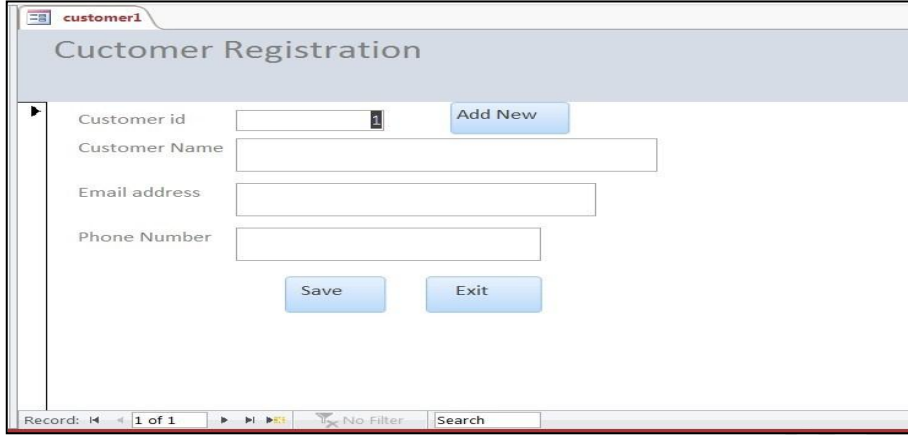 customer1
Cuctomer Registration
Customer id 1 Add New
Customer Name
Email address
Phone Number
Save Exit
Record: 1 of 1 No Filter Search